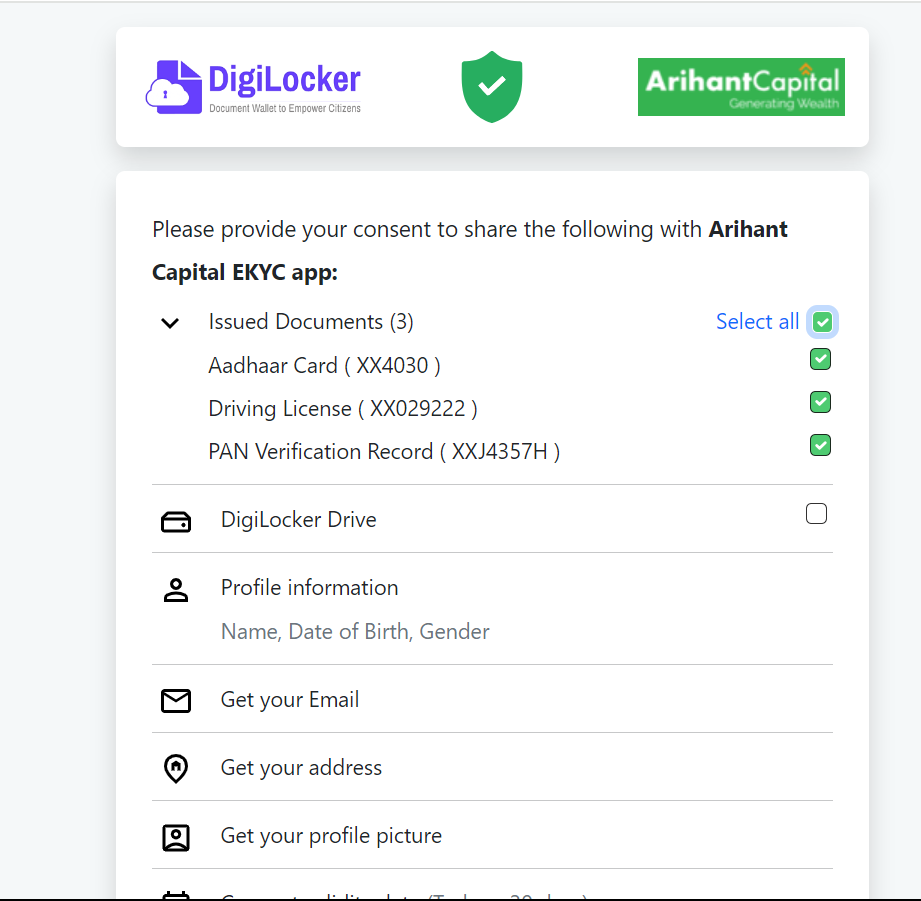 DigiLocker
Document Wallet to Empower Citizens
ArihantCapital
Generating Wealth
Please provide your consent to share the following with Arihant
Capital EKYC app:
Issued Documents (3)
Select all
Aadhaar Card ( XX4030 )
Driving License ( XX029222 )
PAN Verification Record ( XXJ4357H )
DigiLocker Drive
Profile information
Name, Date of Birth, Gender
Get your Email
Get your address
Get your profile picture